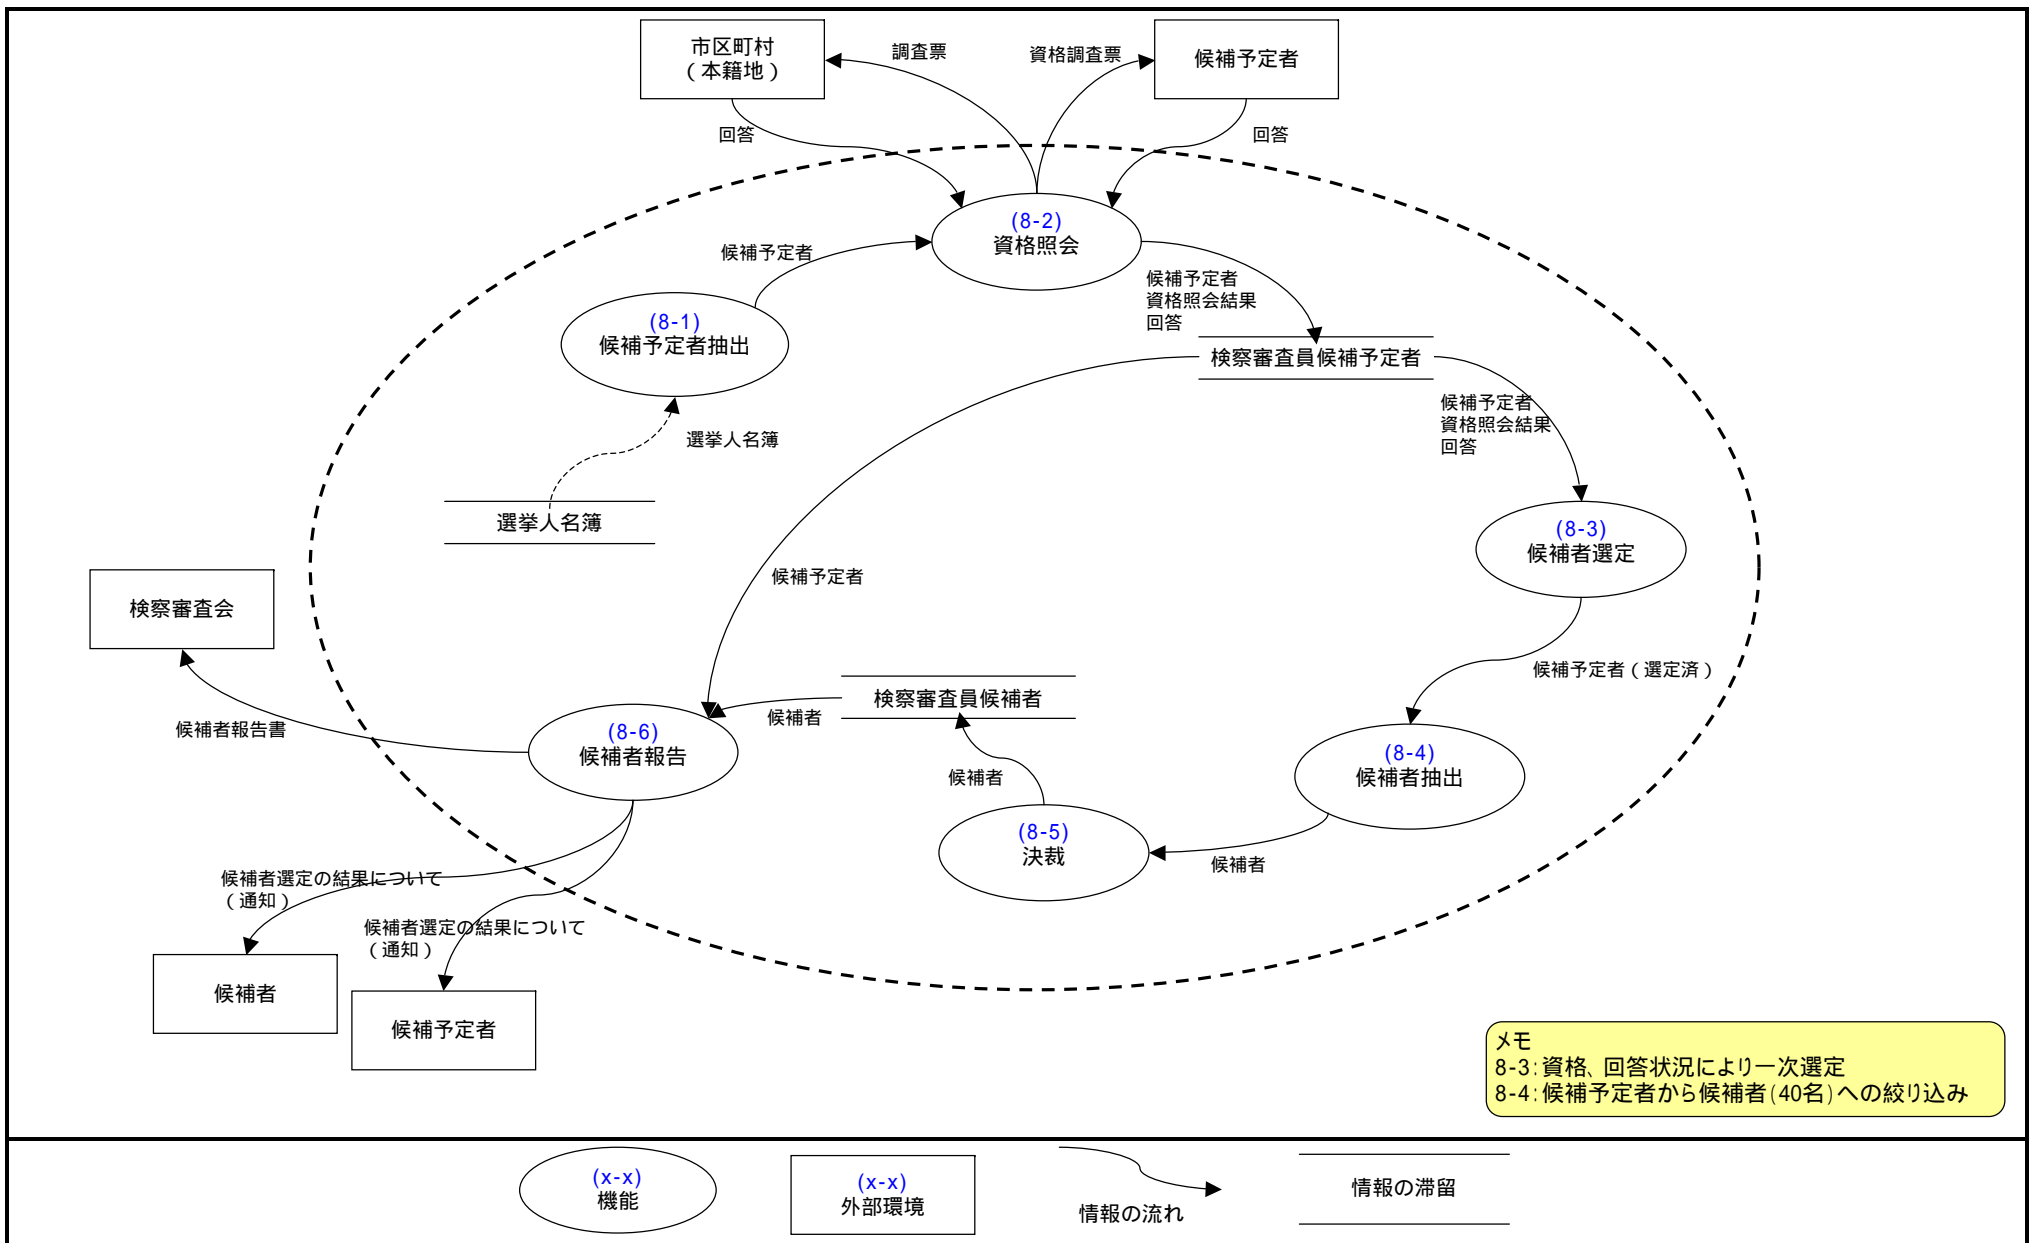 市区町村
（本籍地）
調査票
資格調査票
候補予定者
回答
回答
(8-2)
資格照会
候補予定者
候補予定者
資格照会結果
回答
(8-1)
候補予定者抽出
検察審査員候補予定者
候補予定者
資格照会結果
回答
選挙人名簿
選挙人名簿
(8-3)
候補者選定
候補予定者
検察審査会
候補予定者（選定済）
検察審査員候補者
候補者
候補者報告書
(8-6)
候補者報告
(8-4)
候補者抽出
候補者
(8-5)
決裁
候補者
候補者選定の結果について
（通知）
候補者選定の結果について
（通知）
候補者
候補予定者
メモ
8-3:資格、回答状況により一次選定
8-4:候補予定者から候補者(40名)への絞り込み
(x-x)
機能
(x-x)
外部環境
情報の流れ
情報の滞留